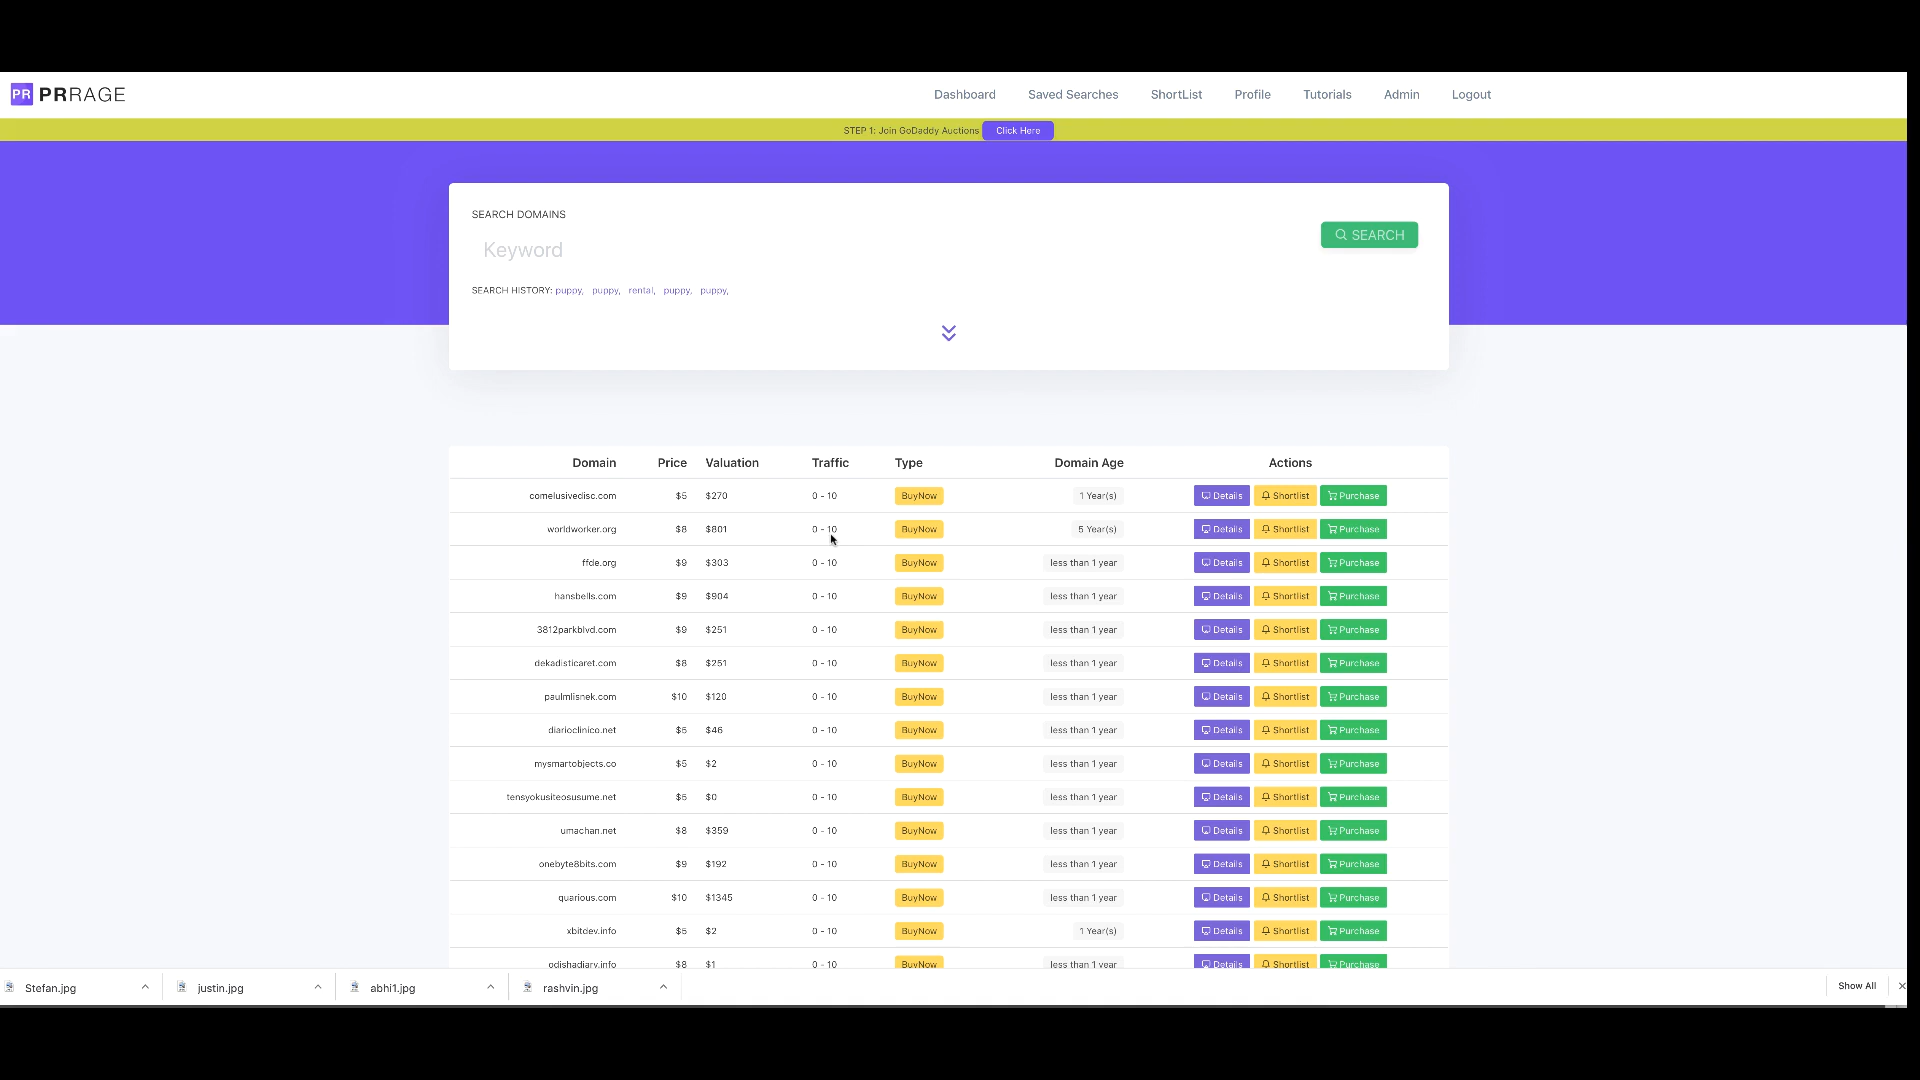 PR PRRAGE
Dashboard Saved Searches ShortList Profile Tutorials Admin Logout
STEP 1: Join GoDaddy Auctions Click Here
SEARCH DOMAINS
Keyword
SEARCH
SEARCH HISTORY: puppy, puppy, rental, puppy, puppy,
Domain Price Valuation Traffic Type Domain Age Actions
comelusivedisc.com $5 $270 0 - 10 BuyNow 1 Year(s) Details Shortlist Purchase
worldworker.org $8 $801 0 - 10 BuyNow 5 Year(s) Details Shortlist Purchase
ffde.org $9 $303 0 - 10 BuyNow less than 1 year Details Shortlist Purchase
hansbells.com $9 $904 0 - 10 BuyNow less than 1 year Details Shortlist Purchase
3812parkblvd.com $9 $251 0 - 10 BuyNow less than 1 year Details Shortlist Purchase
dekadisticaret.com $8 $251 0 - 10 BuyNow less than 1 year Details Shortlist Purchase
paulmlisnek.com $10 $120 0 - 10 BuyNow less than 1 year Details Shortlist Purchase
diarioclinico.net $5 $46 0 - 10 BuyNow less than 1 year Details Shortlist Purchase
mysmartobjects.co $5 $2 0 - 10 BuyNow less than 1 year Details Shortlist Purchase
tensyokusiteosusume.net $5 $0 0 - 10 BuyNow less than 1 year Details Shortlist Purchase
umachan.net $8 $359 0 - 10 BuyNow less than 1 year Details Shortlist Purchase
onebyte8bits.com $9 $192 0 - 10 BuyNow less than 1 year Details Shortlist Purchase
quarious.com $10 $1345 0 - 10 BuyNow less than 1 year Details Shortlist Purchase
xbitdev.info $5 $2 0 - 10 BuyNow 1 Year(s) Details Shortlist Purchase
odishadiary.info $8 $1 0 - 10 BuyNow less than 1 year Details Shortlist Purchase
Stefan.jpg justin.jpg abhi1.jpg rashvin.jpg Show All